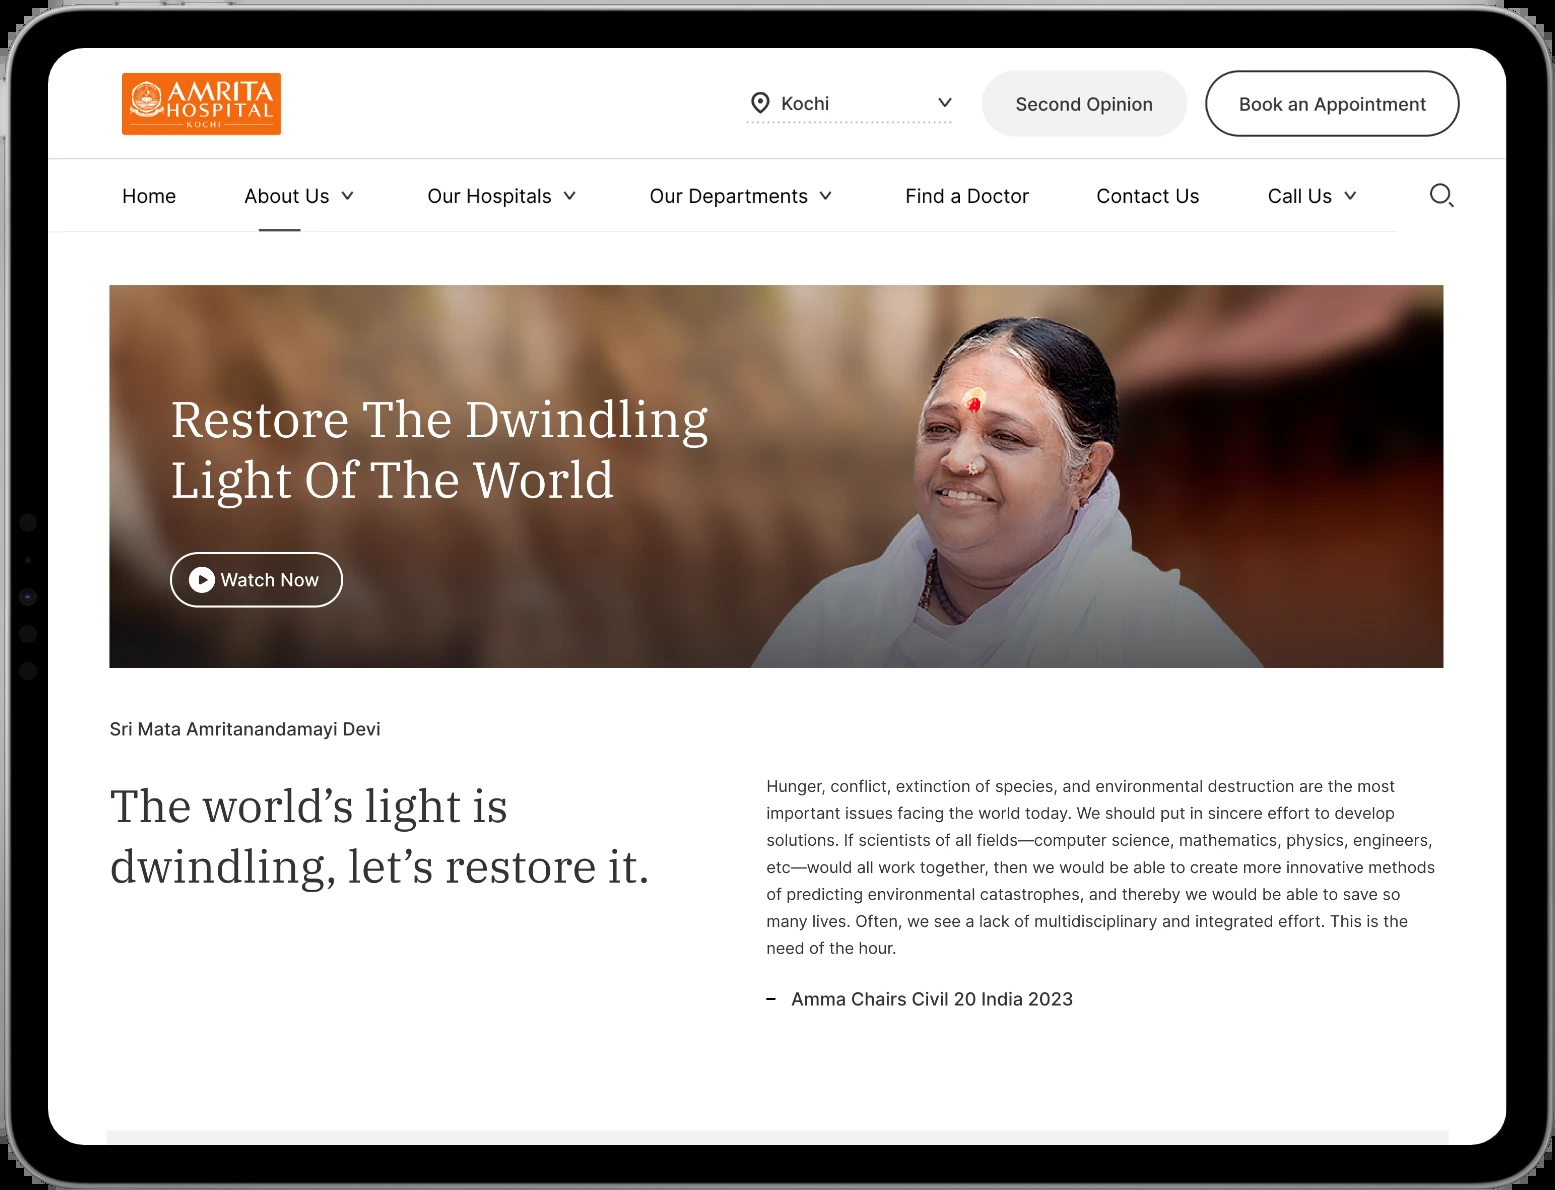 AMRITA
HOSPITAL
KOCHI
Kochi
Second Opinion
Book an Appointment
Home
About Us
Our Hospitals
Our Departments
Find a Doctor
Contact Us
Call Us
Restore The Dwindling
Light Of The World
Watch Now
Sri Mata Amritanandamayi Devi
The world’s light is
dwindling, let’s restore it.
Hunger, conflict, extinction of species, and environmental destruction are the most
important issues facing the world today. We should put in sincere effort to develop
solutions. If scientists of all fields—computer science, mathematics, physics, engineers,
etc—would all work together, then we would be able to create more innovative methods
of predicting environmental catastrophes, and thereby we would be able to save so
many lives. Often, we see a lack of multidisciplinary and integrated effort. This is the
need of the hour.
– Amma Chairs Civil 20 India 2023